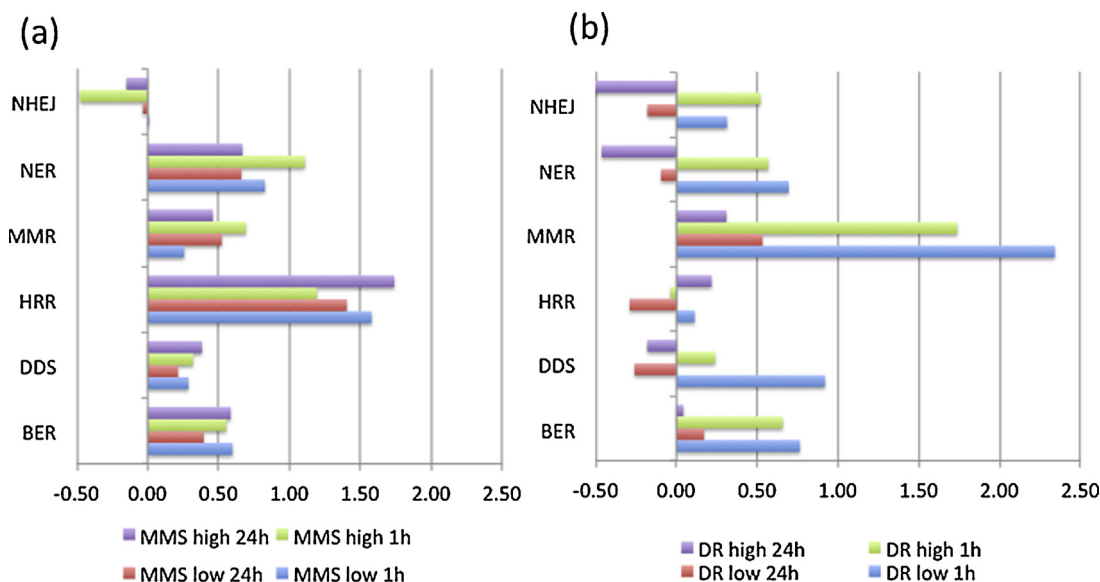 (a)
NHEJ
NER
MMR
HRR
DDS
BER
-0.50 0.00 0.50 1.00 1.50 2.00 2.50
MMS high 24h MMS high 1h
MMS low 24h MMS low 1h
(b)
NHEJ
NER
MMR
HRR
DDS
BER
-0.50 0.00 0.50 1.00 1.50 2.00 2.50
DR high 24h DR high 1h
DR low 24h DR low 1h